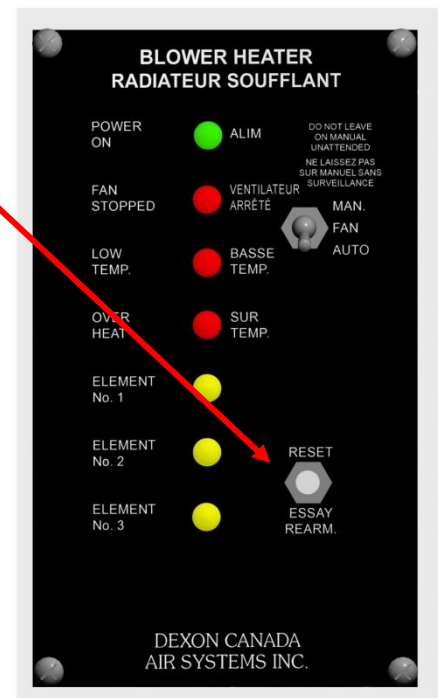 BLOWER HEATER
RADIATEUR SOUFFLANT
POWER
ON
ALIM
DO NOT LEAVE
ON MANUAL
UNATTENDED
NE LAISSEZ PAS
SUR MANUEL SANS
SURVEILLANCE
FAN
STOPPED
VENTILATEUR
ARRÊTÉ
MAN.
FAN
AUTO
LOW
TEMP.
BASSE
TEMP.
OVER
HEAT
SUR
TEMP.
ELEMENT
No. 1
ELEMENT
No. 2
RESET
ELEMENT
No. 3
ESSAY
REARM.
DEXON CANADA
AIR SYSTEMS INC.